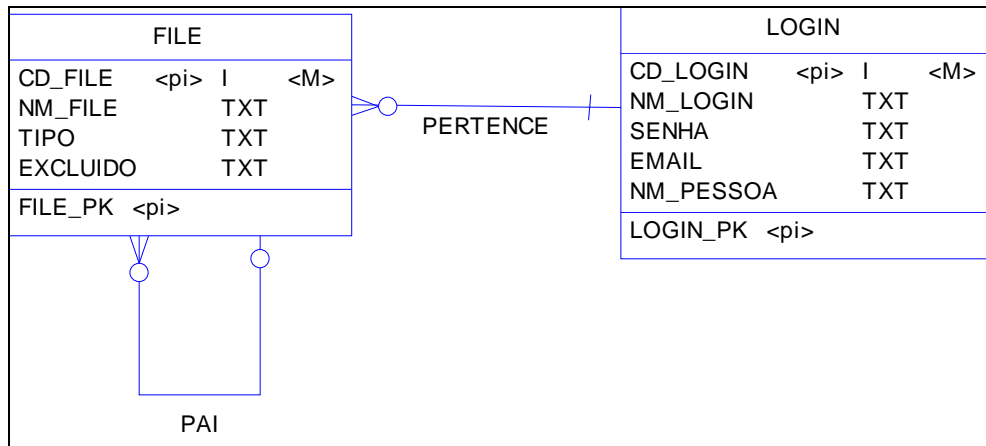 FILE
CD_FILE <pi> I <M>
NM_FILE TXT
TIPO TXT
EXCLUIDO TXT
FILE_PK <pi>
PERTENCE
LOGIN
CD_LOGIN <pi> I <M>
NM_LOGIN TXT
SENHA TXT
EMAIL TXT
NM_PESSOA TXT
LOGIN_PK <pi>
PAI